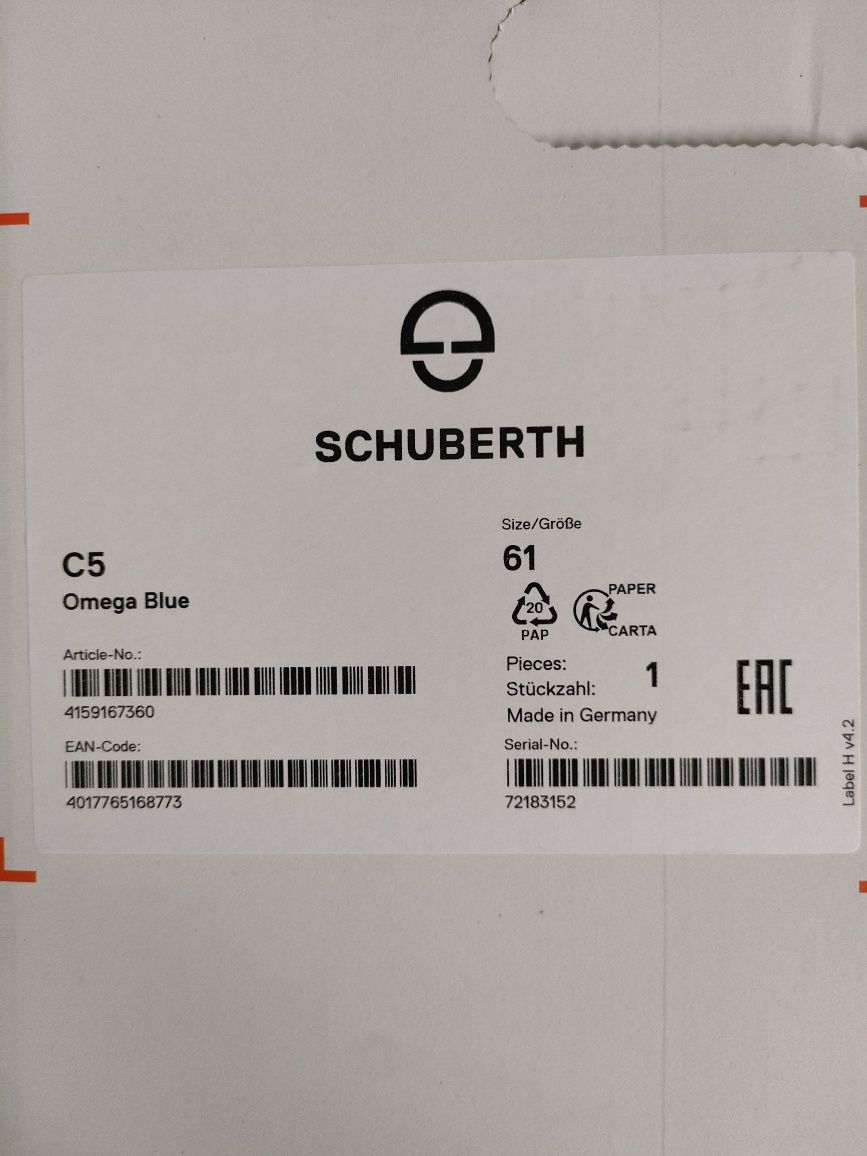 SCHUBERTH
C5
Omega Blue
Article-No.:
4159167360
EAN-Code:
4017765168773
Size/Größe
61
20
PAP
PAPER
CARTA
Pieces:
Stückzahl:
1
Made in Germany
EAC
Serial-No.:
72183152
Label H v4.2